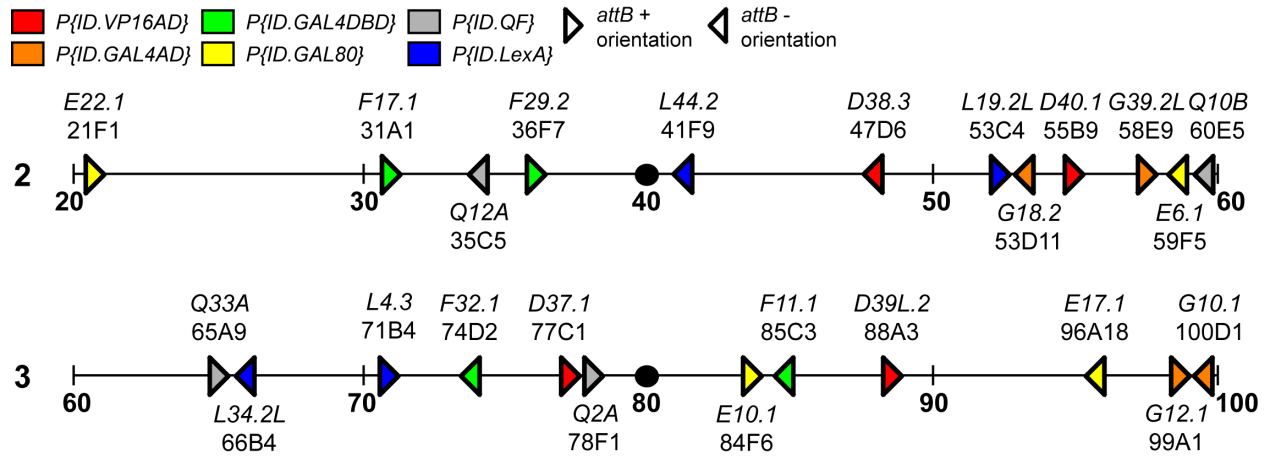 P{ID.VP16AD} P{ID.GAL4DBD} P{ID.QF} attB + orientation attB - orientation
P{ID.GAL4AD} P{ID.GAL80} P{ID.LexA}
E22.1 F17.1 F29.2 L44.2 D38.3 L19.2L D40.1 G39.2L Q10B
21F1 31A1 36F7 41F9 47D6 53C4 55B9 58E9 60E5
2
20 30 40 50 60
Q12A G18.2 E6.1
35C5 53D11 59F5
Q33A L4.3 F32.1 D37.1 F11.1 D39L.2 E17.1 G10.1
65A9 71B4 74D2 77C1 85C3 88A3 96A18 100D1
3
60 70 80 90 100
L34.2L Q2A E10.1 G12.1
66B4 78F1 84F6 99A1